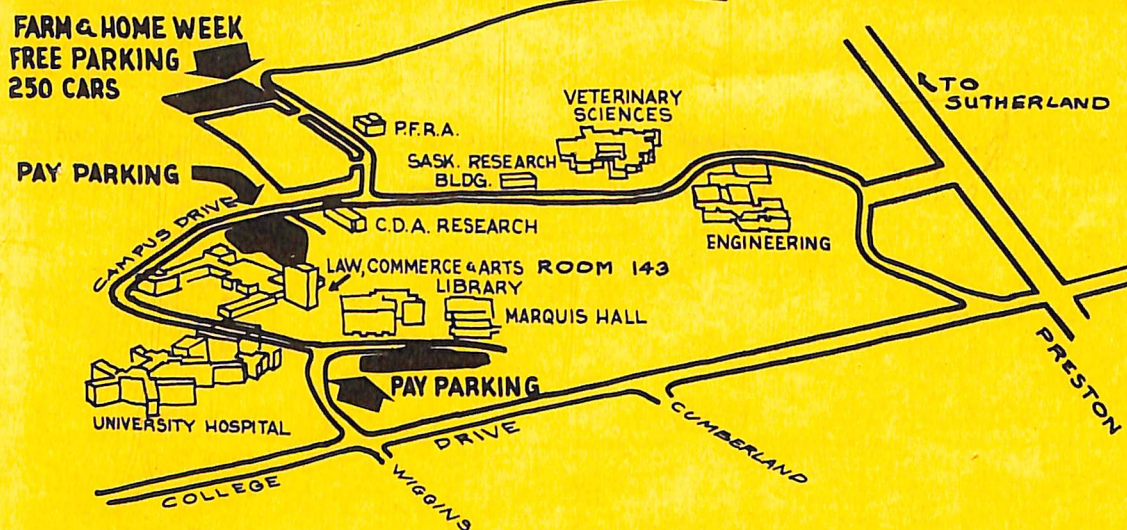 FARM & HOME WEEK
FREE PARKING
250 CARS
TO
SUTHERLAND
VETERINARY
SCIENCES
P.F.R.A.
SASK. RESEARCH
BLDG.
PAY PARKING
CAMPUS DRIVE
C.D.A. RESEARCH
ENGINEERING
LAW, COMMERCE & ARTS ROOM 143
LIBRARY
MARQUIS HALL
PAY PARKING
PRESTON
UNIVERSITY HOSPITAL
COLLEGE DRIVE
CUMBERLAND
WIGGINS